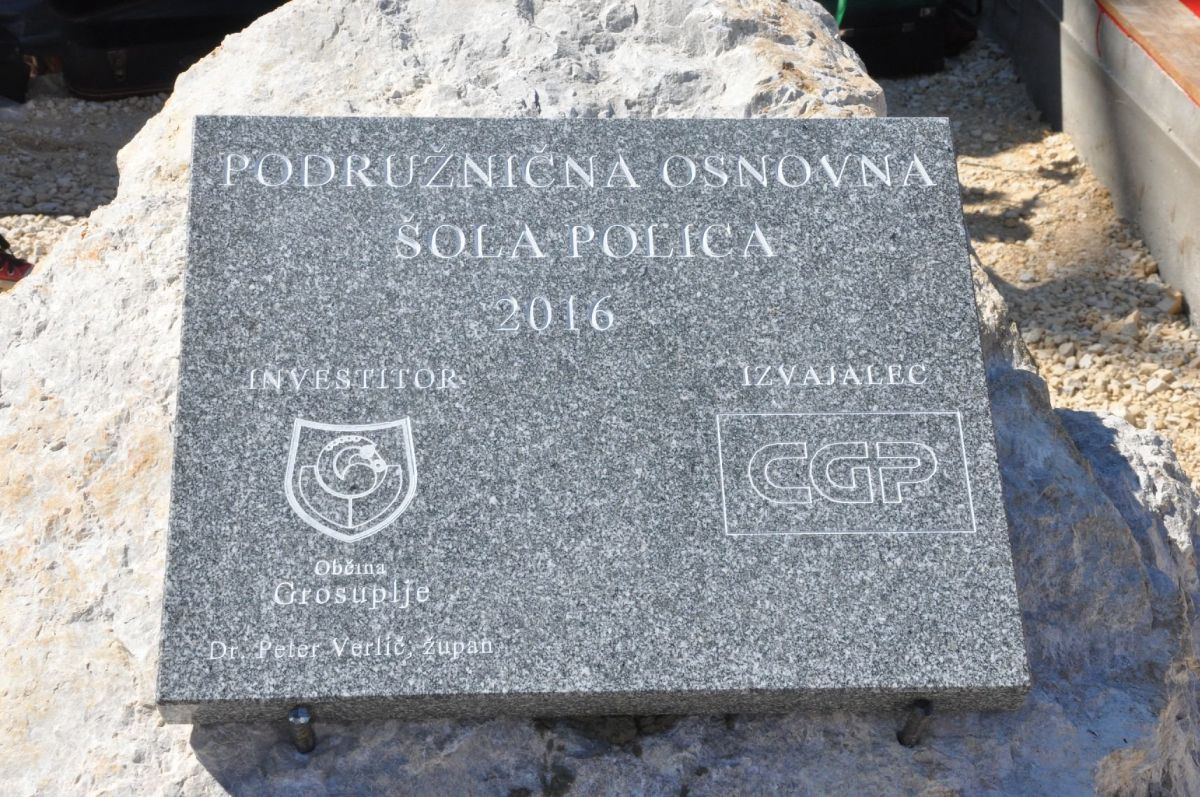 PODRUŽNIČNA OSNOVNA
ŠOLA POLICA
2016
INVESTITOR
IZVAJALEC
CGP
Občina
Grosuplje
Dr. Peter Verlič, župan